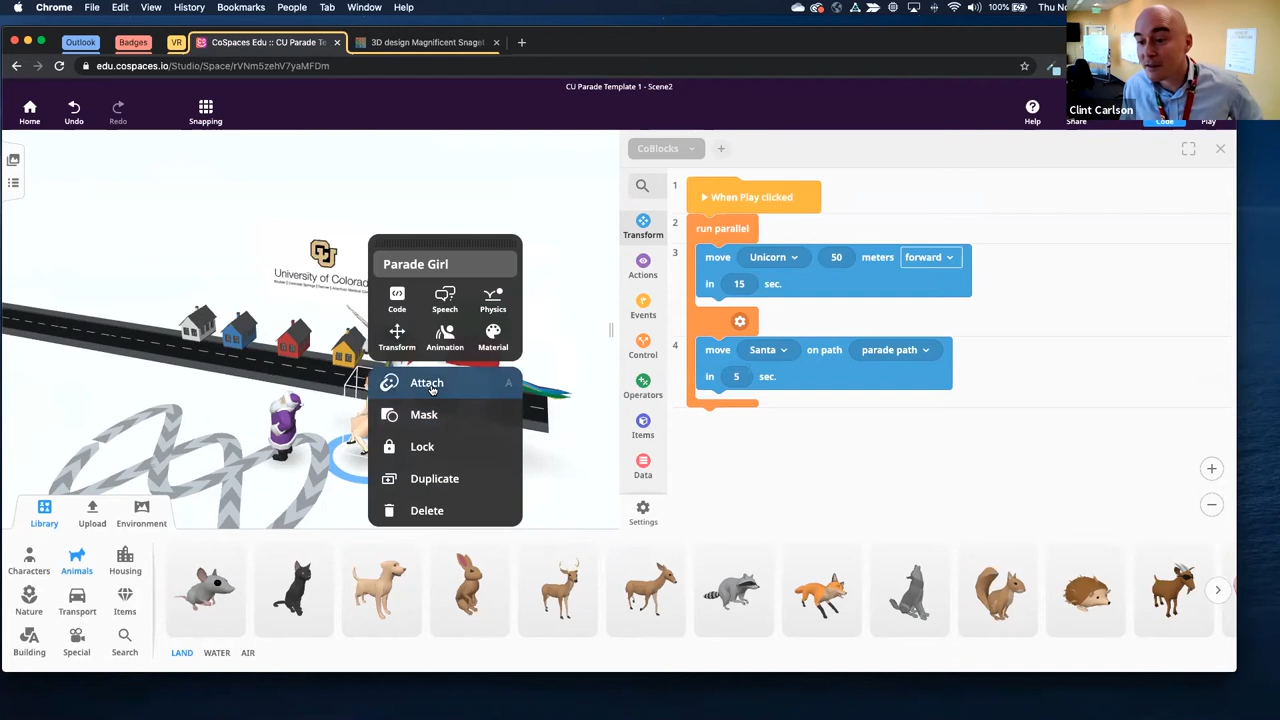 Chrome File Edit View History Bookmarks People Tab Window Help 100% Thu No
Outlook Badges VR CoSpaces Edu :: CU Parade Te 3D design Magnificent Snaget
edu.cospaces.io/Studio/Space/rVNm5zehV7yaMFDm
CU Parade Template 1 - Scene2
Home Undo Redo Snapping Help Share Code Play
Clint Carlson
CoBlocks
1 When Play clicked
2 run parallel
3 move Unicorn 50 meters forward
in 15 sec.
4 move Santa on path parade path
in 5 sec.
Transform
Actions
Events
Control
Operators
Items
Data
Settings
University of Colorad
Parade Girl
Code Speech Physics
Transform Animation Material
Attach A
Mask
Lock
Duplicate
Delete
Library Upload Environment
Characters Animals Housing
Nature Transport Items
Building Special Search
LAND WATER AIR